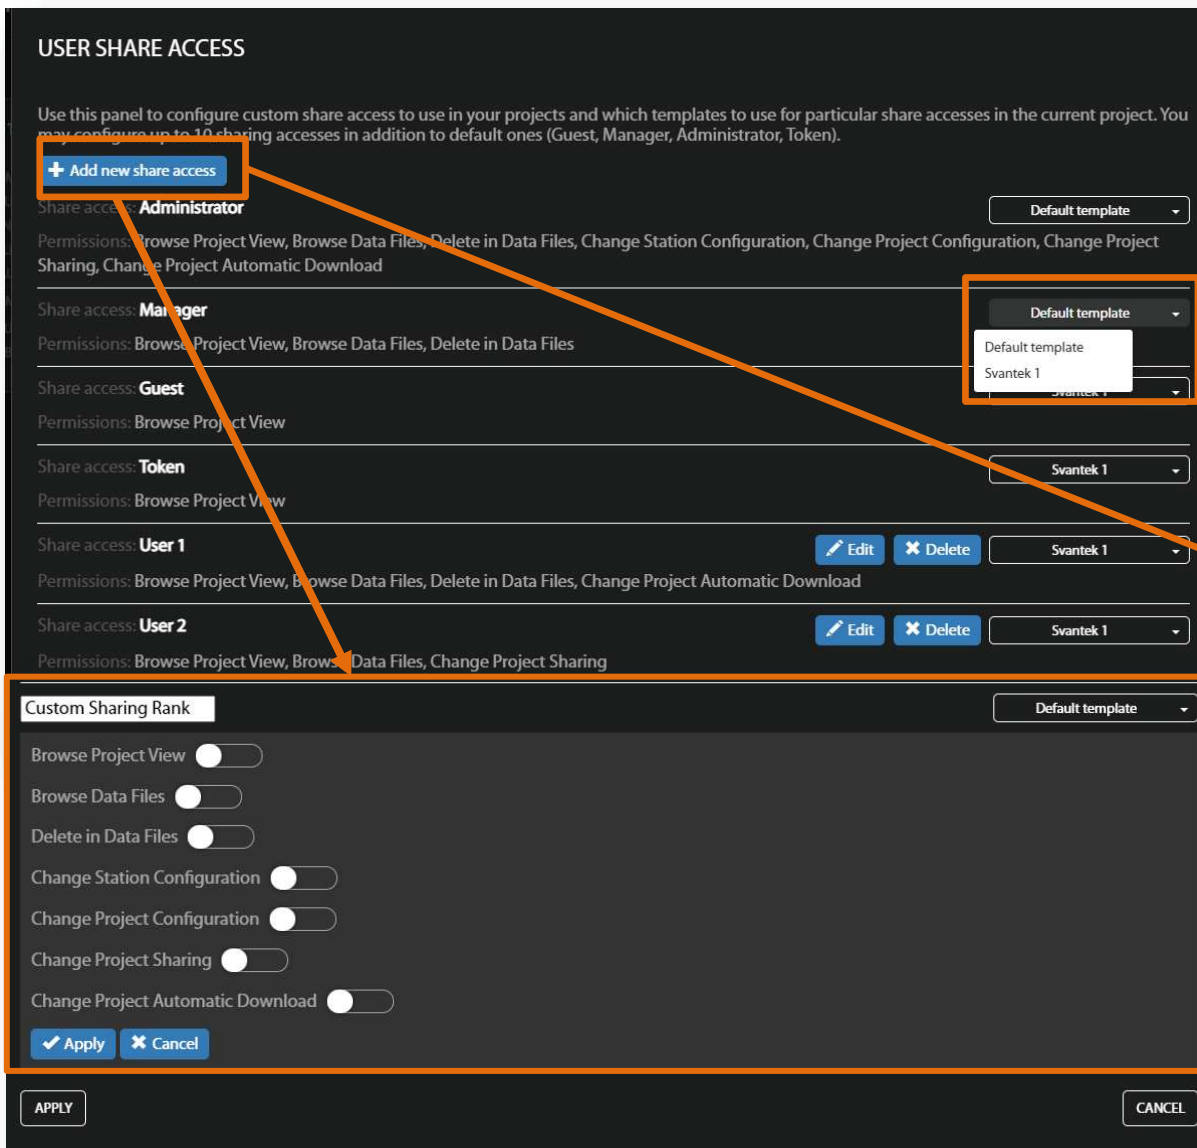 USER SHARE ACCESS
Use this panel to configure custom share access to use in your projects and which templates to use for particular share accesses in the current project. You
may configure up to 10 sharing accesses in addition to default ones (Guest, Manager, Administrator, Token).
Add new share access
Share access: Administrator
Default template
Permissions: Browse Project View, Browse Data Files, Delete in Data Files, Change Station Configuration, Change Project Configuration, Change Project
Sharing, Change Project Automatic Download
Share access: Manager
Default template
Permissions: Browse Project View, Browse Data Files, Delete in Data Files
Default template
Svantek 1
Share access: Guest
Svantek 1
Permissions: Browse Project View
Share access: Token
Svantek 1
Permissions: Browse Project View
Share access: User 1
Edit
Delete
Svantek 1
Permissions: Browse Project View, Browse Data Files, Delete in Data Files, Change Project Automatic Download
Share access: User 2
Edit
Delete
Svantek 1
Permissions: Browse Project View, Browse Data Files, Change Project Sharing
Custom Sharing Rank
Default template
Browse Project View
Browse Data Files
Delete in Data Files
Change Station Configuration
Change Project Configuration
Change Project Sharing
Change Project Automatic Download
Apply
Cancel
APPLY
CANCEL